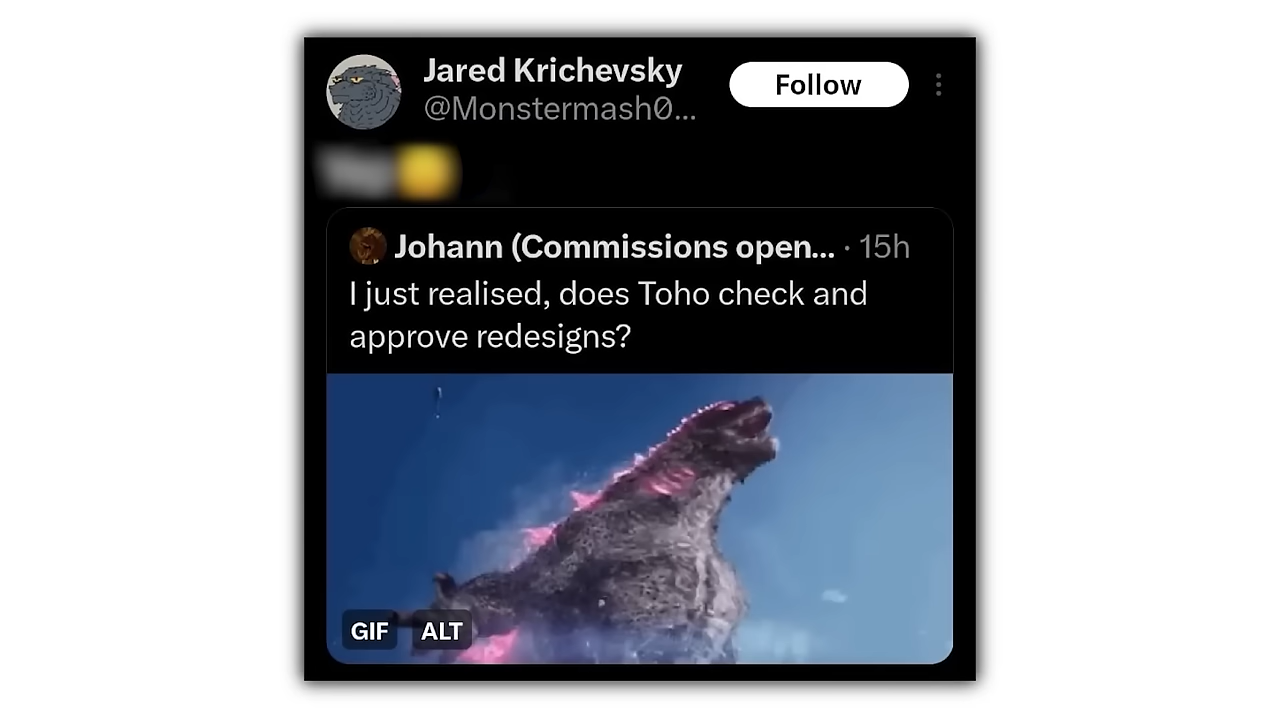 Jared Krichevsky
Follow
@Monstermash0...
Johann (Commissions open... · 15h
I just realised, does Toho check and
approve redesigns?
GIF
ALT